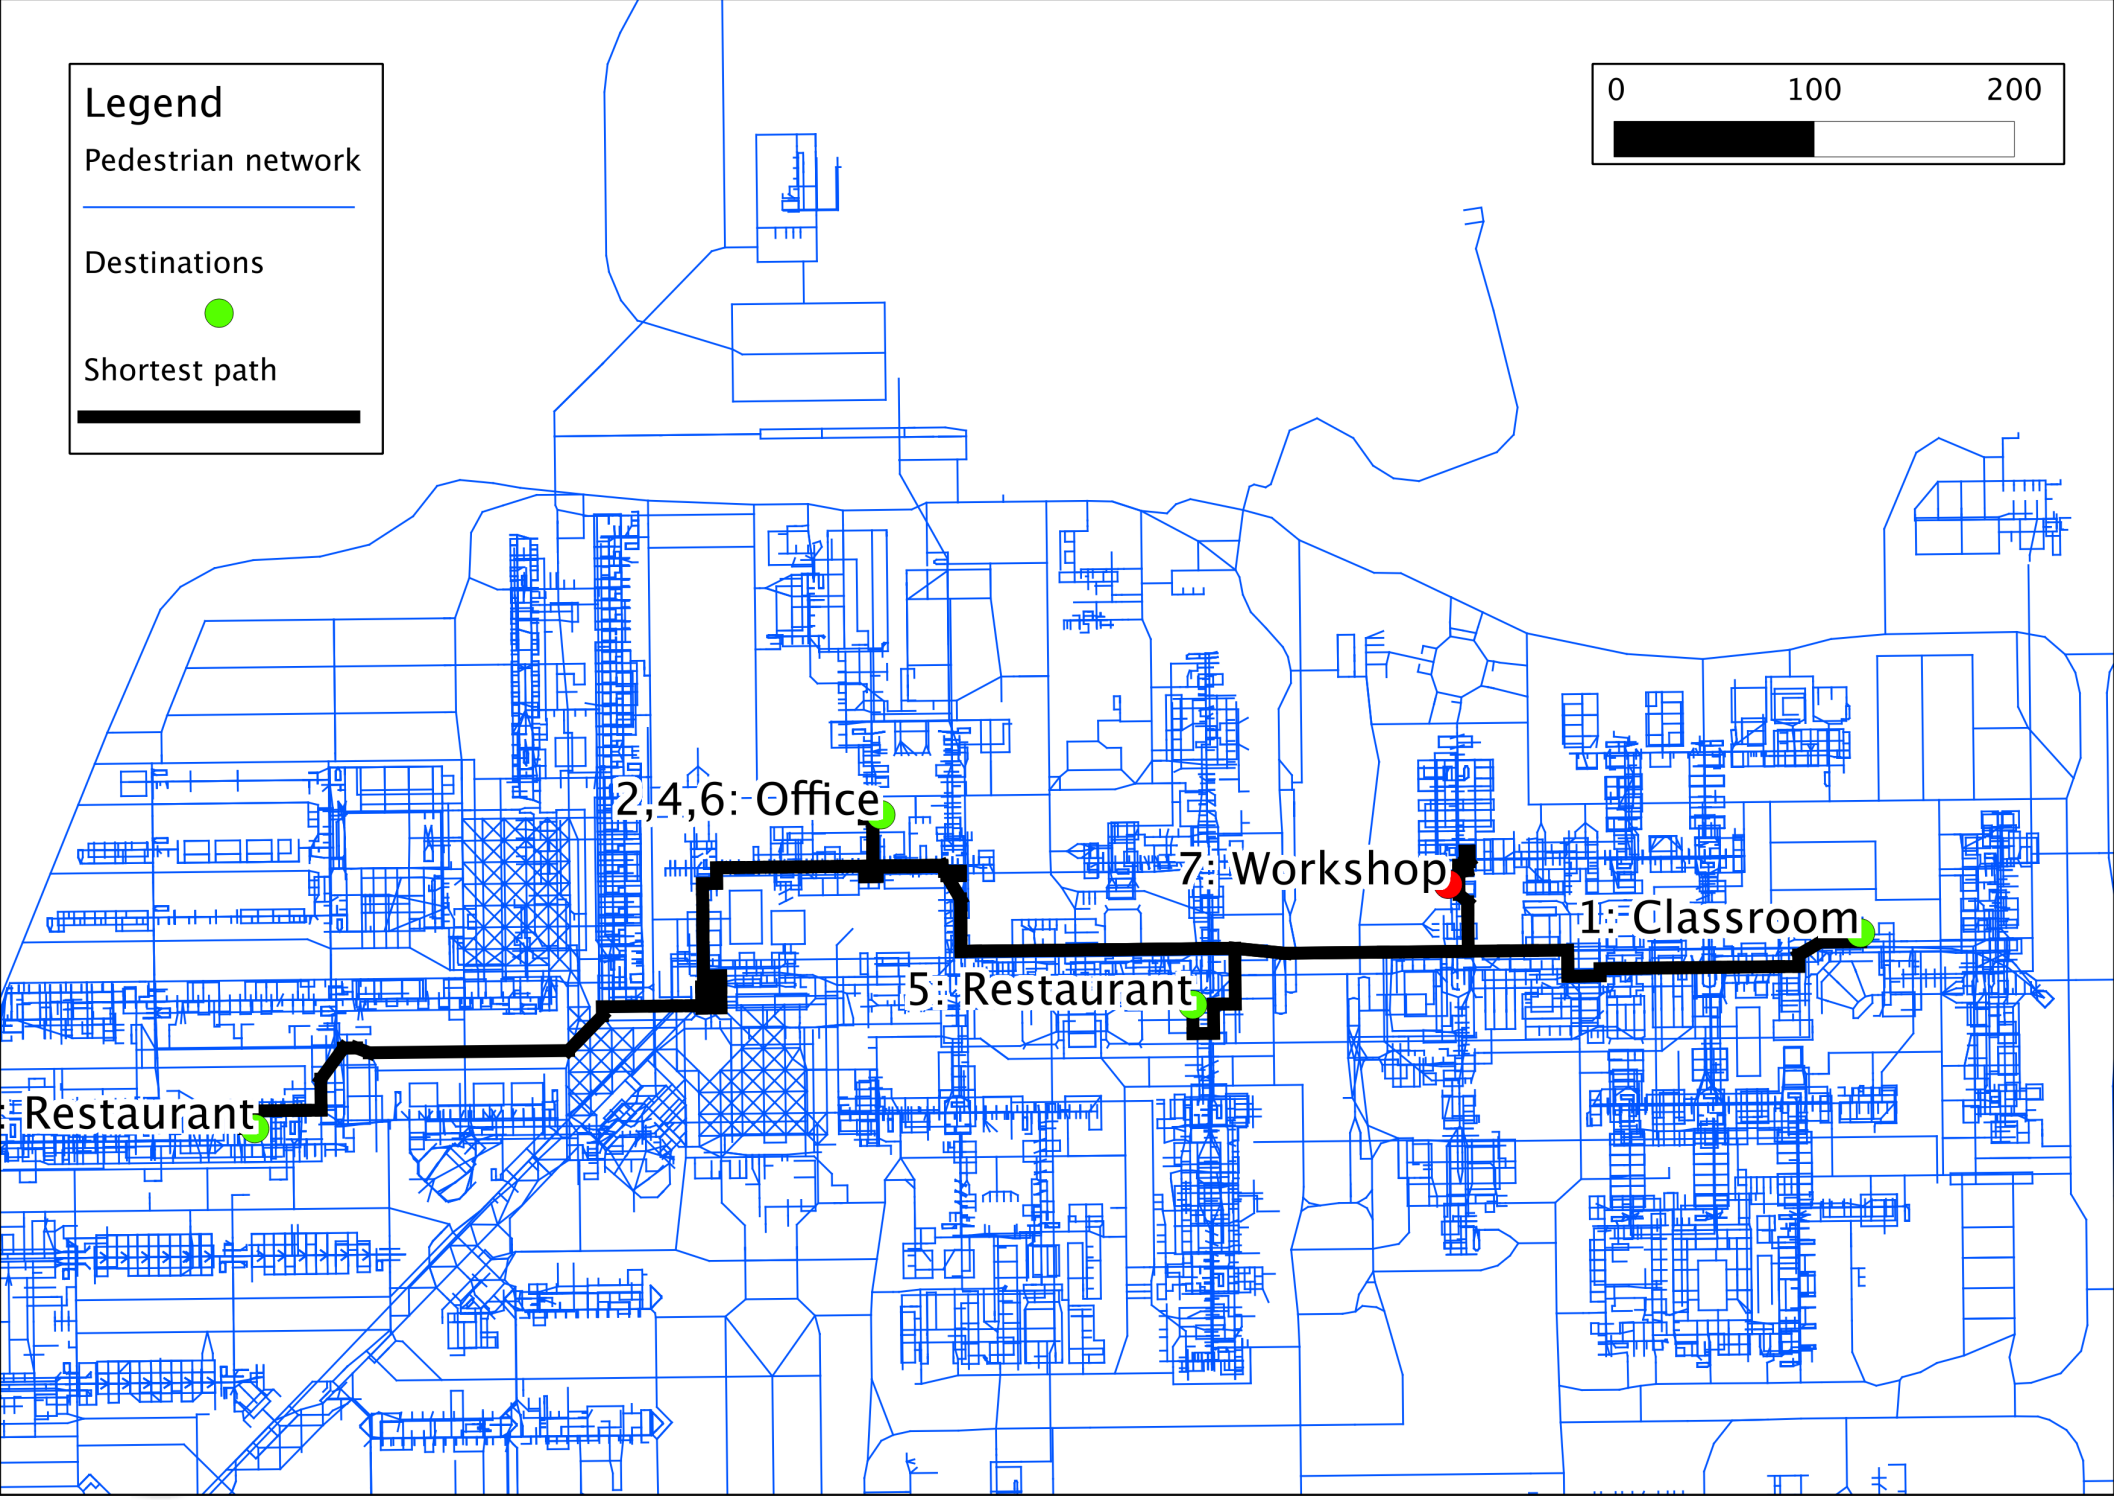 Legend
Pedestrian network
Destinations
Shortest path
0 100 200
2,4,6: Office
7: Workshop
1: Classroom
5: Restaurant
: Restaurant